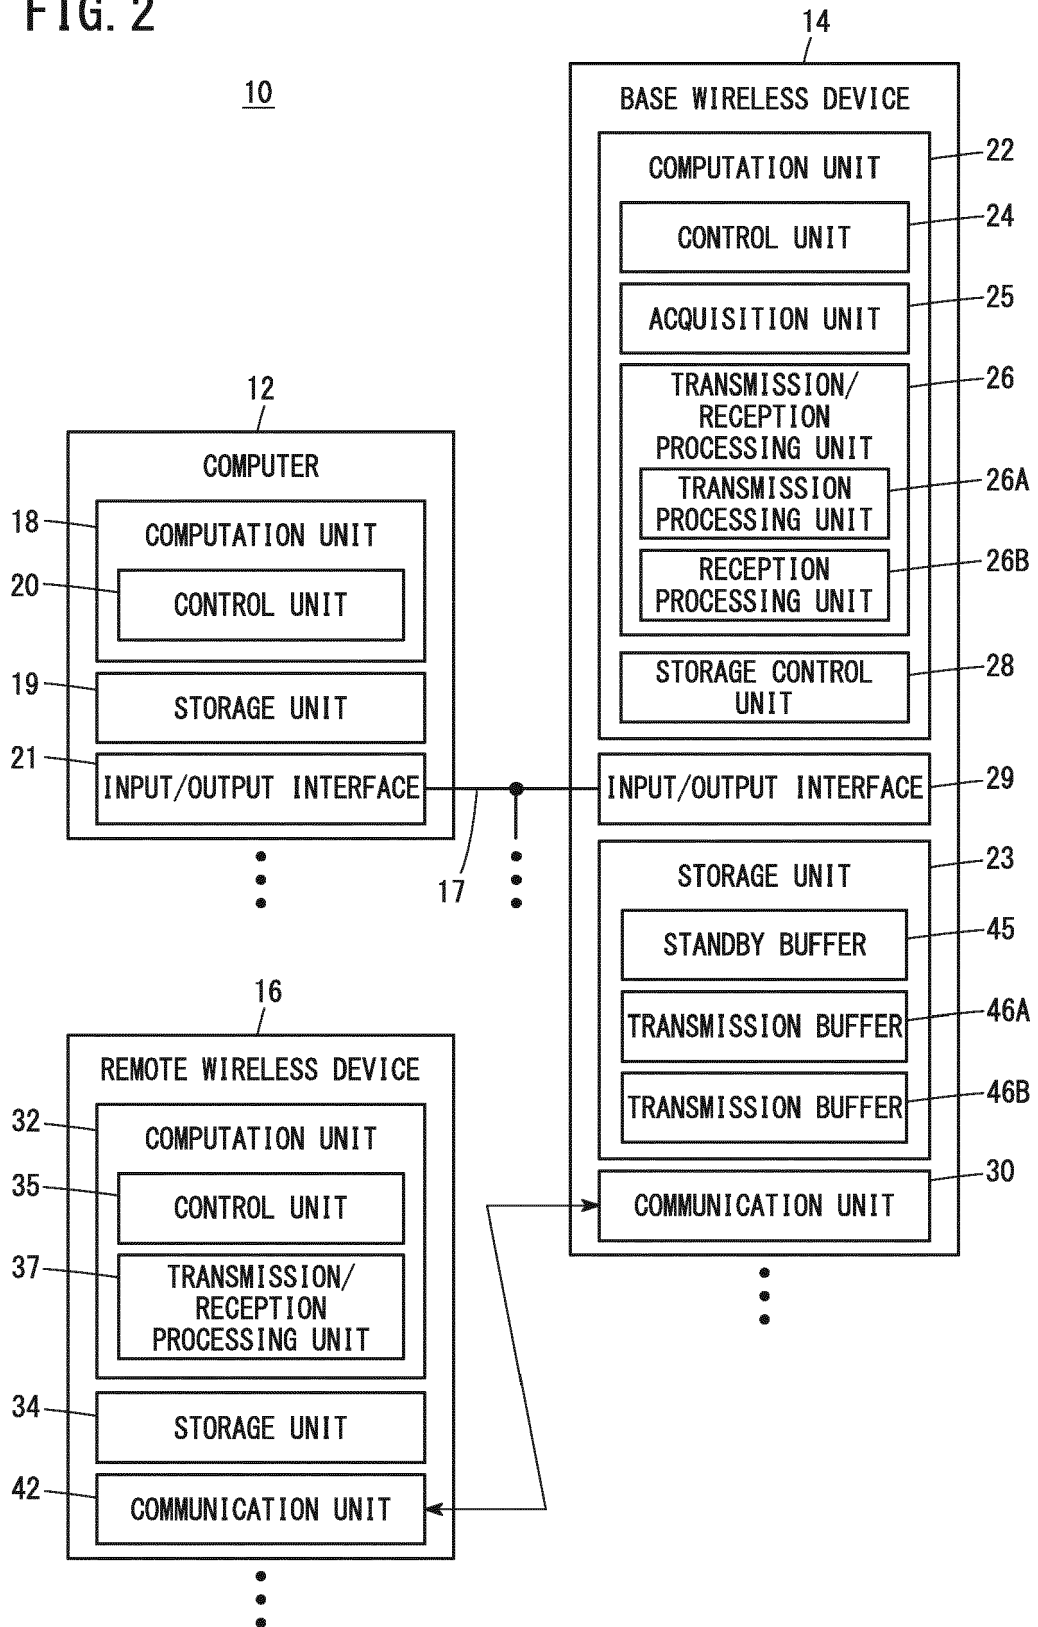 FIG. 2
10
14
BASE WIRELESS DEVICE
22
COMPUTATION UNIT
24
CONTROL UNIT
25
ACQUISITION UNIT
26
TRANSMISSION/
RECEPTION
PROCESSING UNIT
26A
TRANSMISSION
PROCESSING UNIT
26B
RECEPTION
PROCESSING UNIT
28
STORAGE CONTROL
UNIT
29
INPUT/OUTPUT INTERFACE
23
STORAGE UNIT
45
STANDBY BUFFER
46A
TRANSMISSION BUFFER
46B
TRANSMISSION BUFFER
30
COMMUNICATION UNIT
12
COMPUTER
18
COMPUTATION UNIT
20
CONTROL UNIT
19
STORAGE UNIT
21
INPUT/OUTPUT INTERFACE
17
16
REMOTE WIRELESS DEVICE
32
COMPUTATION UNIT
35
CONTROL UNIT
37
TRANSMISSION/
RECEPTION
PROCESSING UNIT
34
STORAGE UNIT
42
COMMUNICATION UNIT